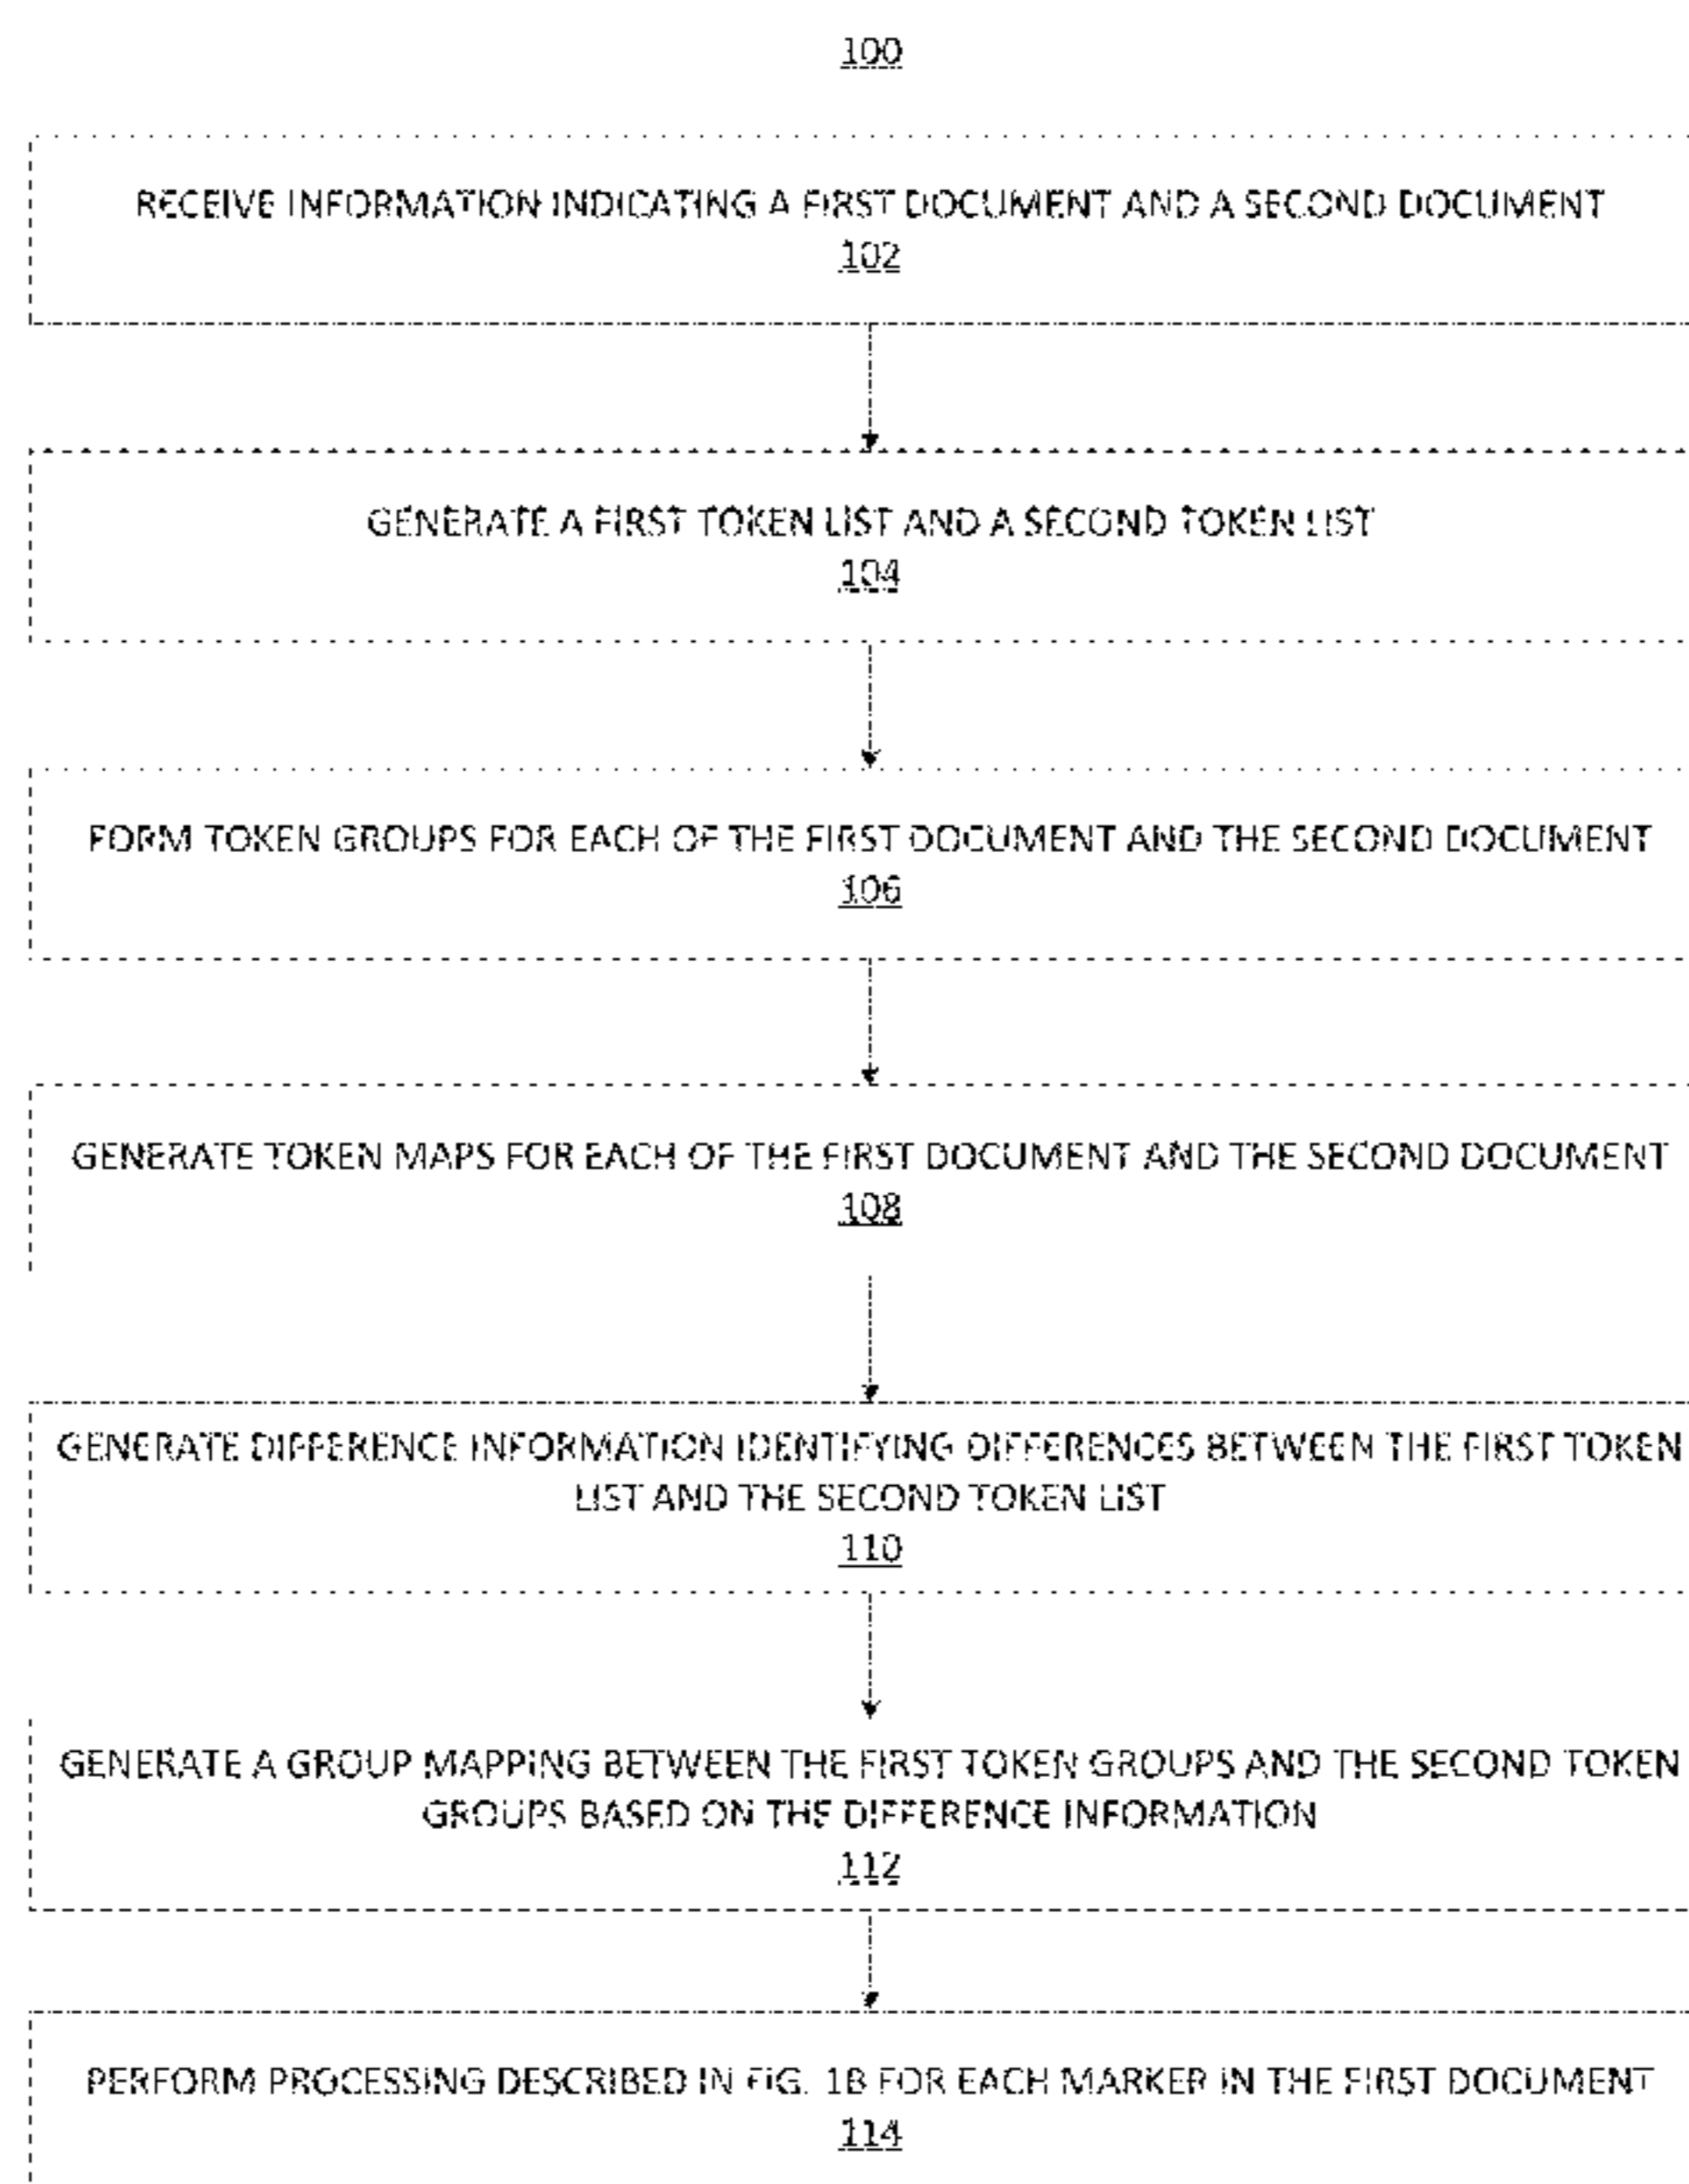 100
RECEIVE INFORMATION INDICATING A FIRST DOCUMENT AND A SECOND DOCUMENT
102
GENERATE A FIRST TOKEN LIST AND A SECOND TOKEN LIST
104
FORM TOKEN GROUPS FOR EACH OF THE FIRST DOCUMENT AND THE SECOND DOCUMENT
106
GENERATE TOKEN MAPS FOR EACH OF THE FIRST DOCUMENT AND THE SECOND DOCUMENT
108
GENERATE DIFFERENCE INFORMATION IDENTIFYING DIFFERENCES BETWEEN THE FIRST TOKEN
LIST AND THE SECOND TOKEN LIST
110
GENERATE A GROUP MAPPING BETWEEN THE FIRST TOKEN GROUPS AND THE SECOND TOKEN
GROUPS BASED ON THE DIFFERENCE INFORMATION
112
PERFORM PROCESSING DESCRIBED IN FIG. 1B FOR EACH MARKER IN THE FIRST DOCUMENT
114